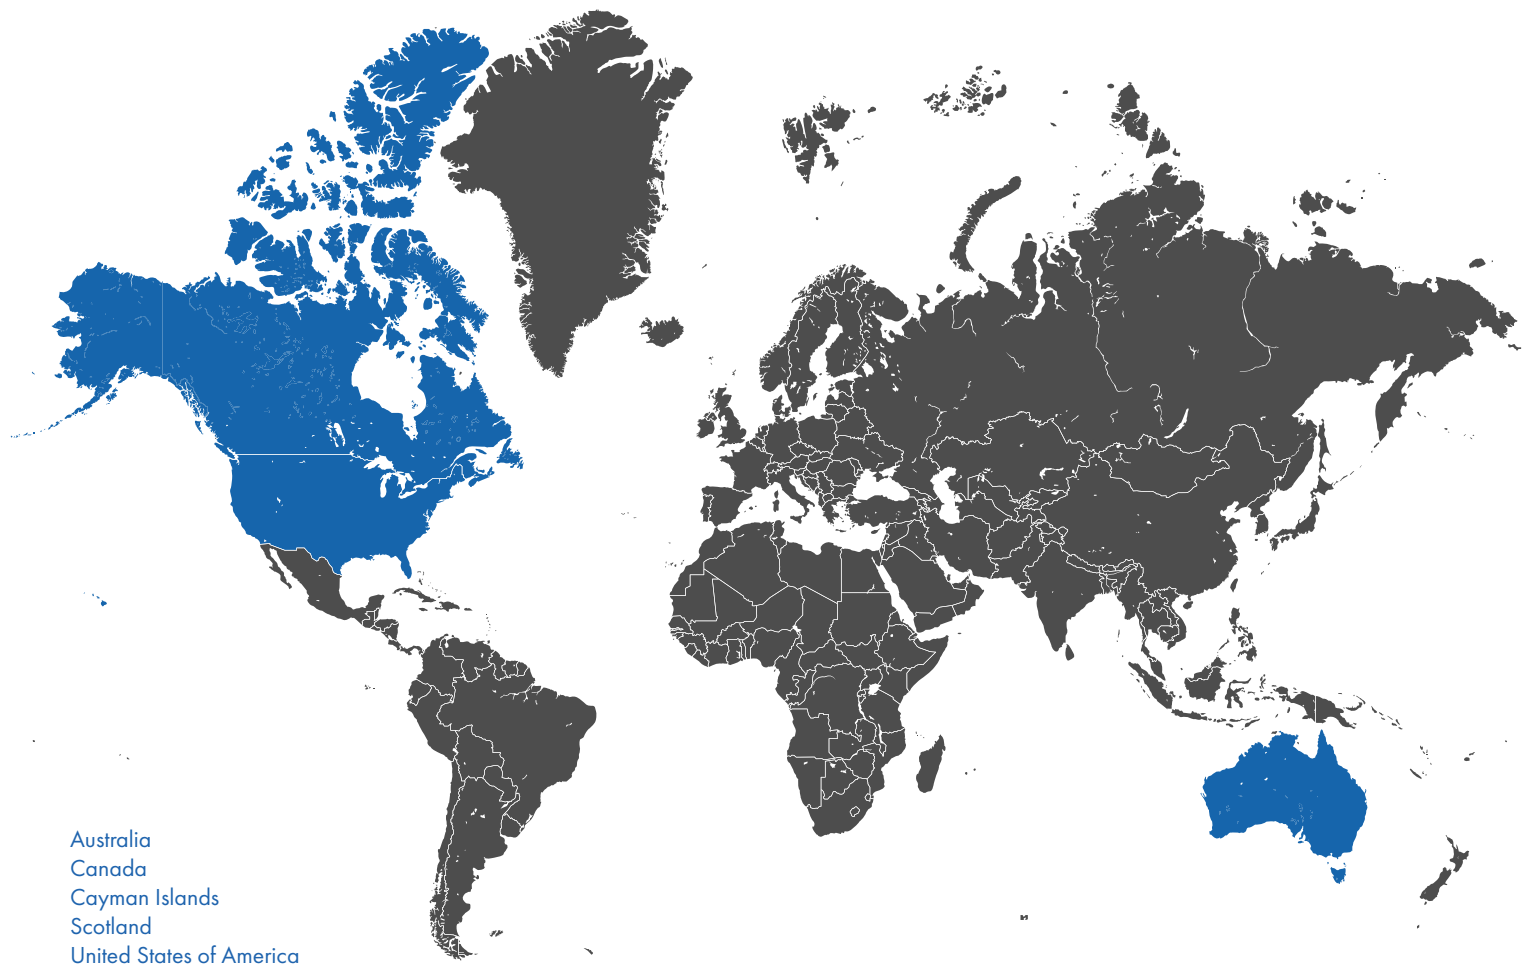 Australia
Canada
Cayman Islands
Scotland
United States of America